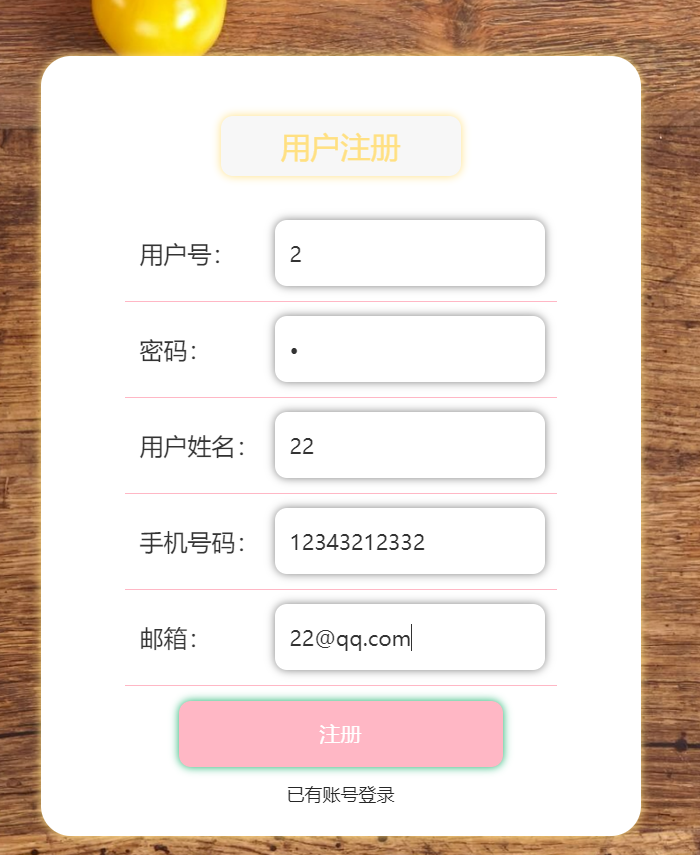 用户注册
用户号： 2
密码： •
用户姓名： 22
手机号码： 12343212332
邮箱： 22@qq.com
注册
已有账号登录